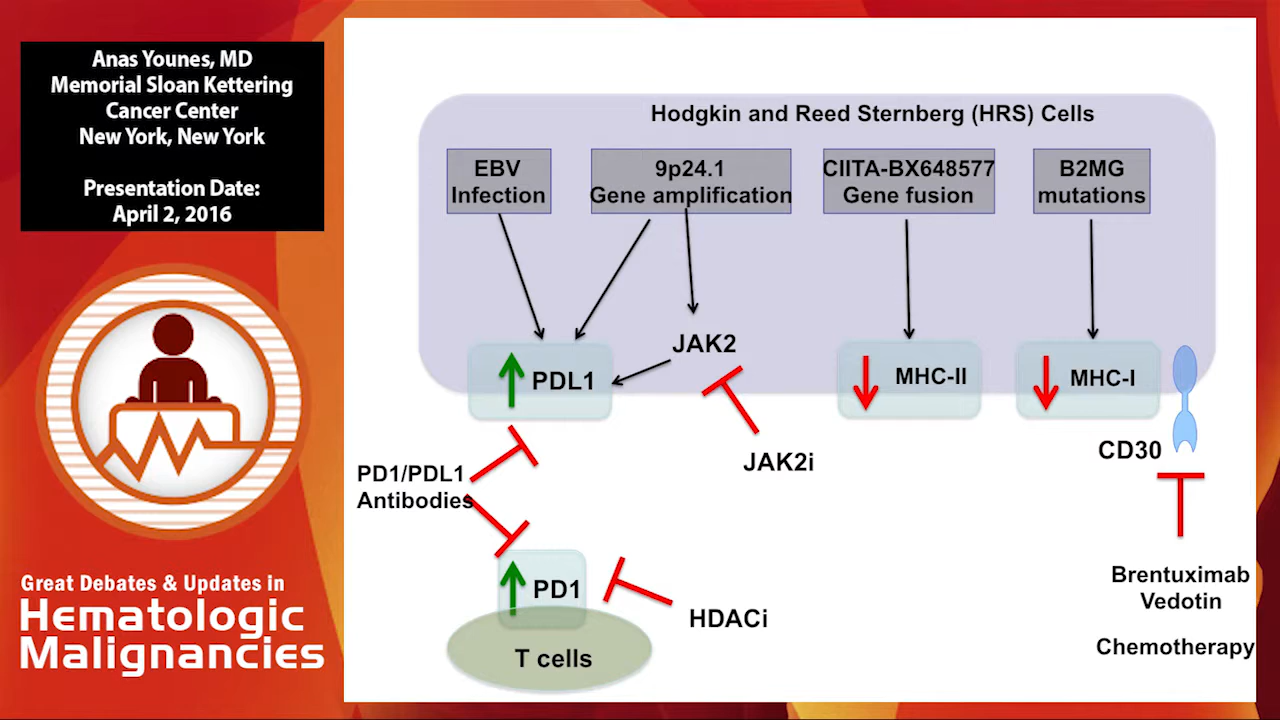 Anas Younes, MD
Memorial Sloan Kettering
Cancer Center
New York, New York
Presentation Date:
April 2, 2016
Great Debates & Updates in
Hematologic
Malignancies
Hodgkin and Reed Sternberg (HRS) Cells
EBV
Infection
9p24.1
Gene amplification
CIITA-BX648577
Gene fusion
B2MG
mutations
JAK2
PDL1
MHC-II
MHC-I
CD30
JAK2i
PD1/PDL1
Antibodies
PD1
HDACi
T cells
Brentuximab
Vedotin
Chemotherapy